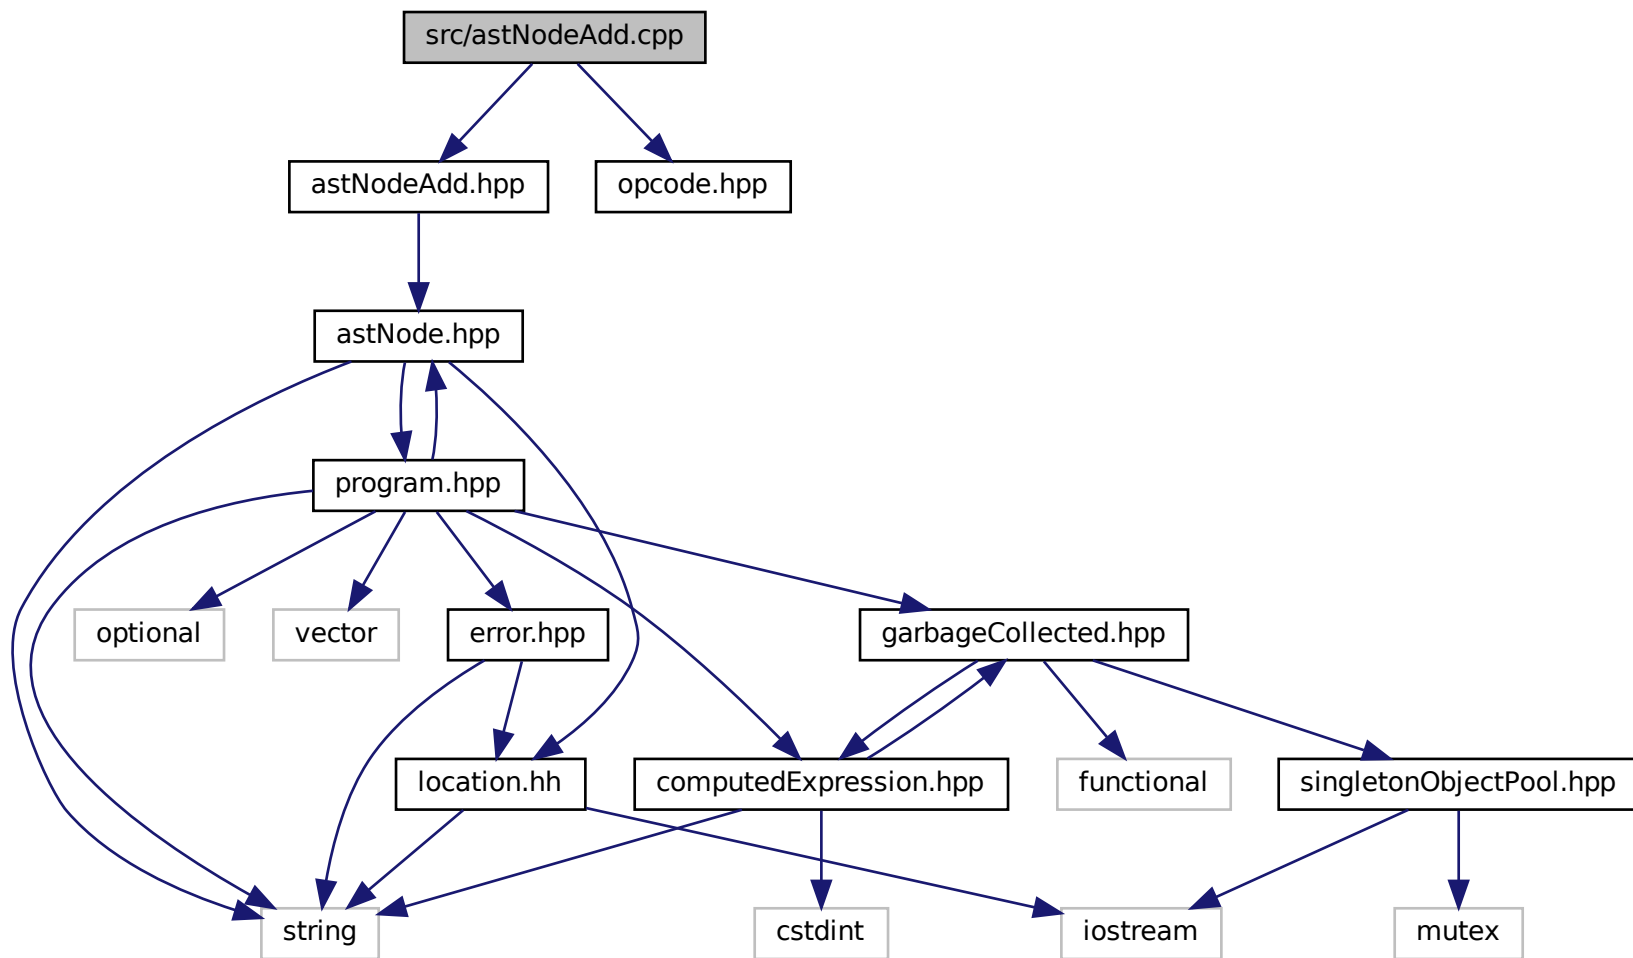 src/astNodeAdd.cpp
astNodeAdd.hpp
opcode.hpp
astNode.hpp
program.hpp
optional
vector
error.hpp
garbageCollected.hpp
location.hh
computedExpression.hpp
functional
singletonObjectPool.hpp
string
cstdint
iostream
mutex